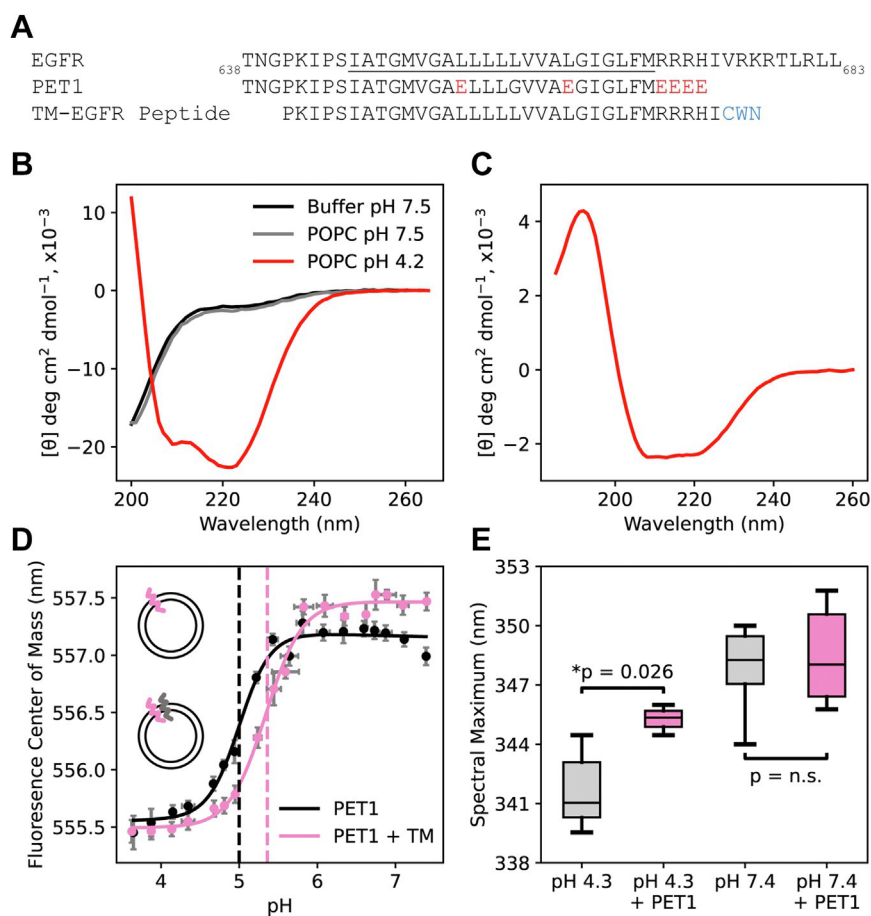 A
EGFR 638 TNGPKIPSIATGMVGALLLLLVVALGIGLFMRRRHIVRKRTLRLL 683
PET1 TNGPKIPSIATGMVGAELLLGVVAEGIGLFMEEEE
TM-EGFR Peptide PKIPSIATGMVGALLLLLVVALGIGLFMRRRHICWN
B
[θ] deg cm² dmol⁻¹, x10⁻³
10
0
−10
−20
Buffer pH 7.5
POPC pH 7.5
POPC pH 4.2
200 220 240 260
Wavelength (nm)
C
[θ] deg cm² dmol⁻¹, x10⁻³
4
2
0
−2
200 220 240 260
Wavelength (nm)
D
Fluoresence Center of Mass (nm)
557.5
557.0
556.5
556.0
555.5
PET1
PET1 + TM
4 5 6 7
pH
E
Spectral Maximum (nm)
353
350
347
344
341
338
*p = 0.026
p = n.s.
pH 4.3 pH 4.3 pH 7.4 pH 7.4
+ PET1 + PET1